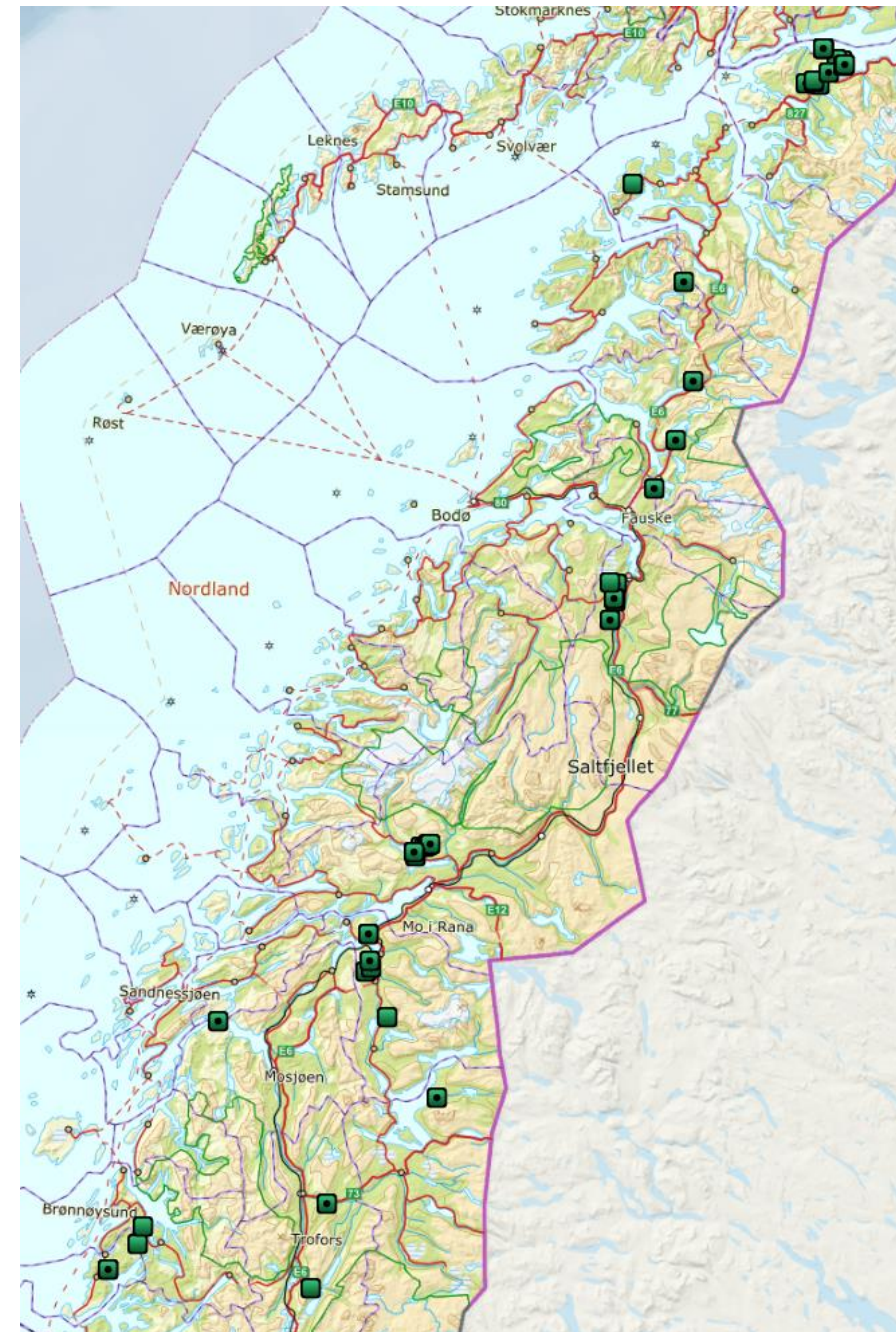 Stokmarknes
E10
E10
Leknes
Svolvær
827
Stamsund
E6
Værøya
Røst
E6
80
Bodø
Fauske
Nordland
E6
77
Saltfjellet
E12
Mo i Rana
Sandnessjøen
E6
Mosjøen
73
Brønnøysund
Trofors
E6